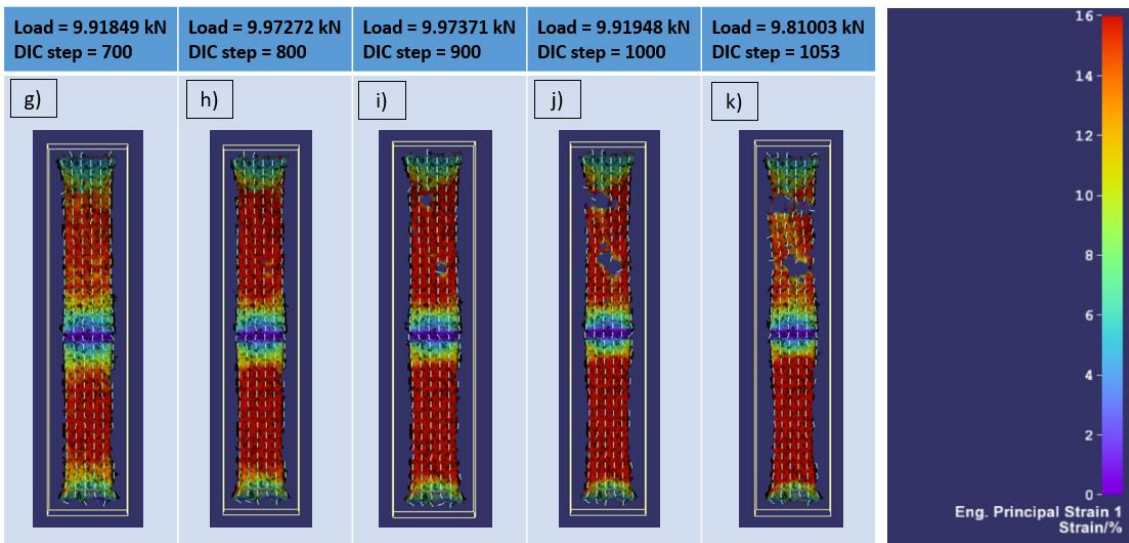 Load = 9.91849 kN
DIC step = 700
Load = 9.97272 kN
DIC step = 800
Load = 9.97371 kN
DIC step = 900
Load = 9.91948 kN
DIC step = 1000
Load = 9.81003 kN
DIC step = 1053
g)
h)
i)
j)
k)
16
14
12
10
8
6
4
2
0
Eng. Principal Strain 1
Strain/%